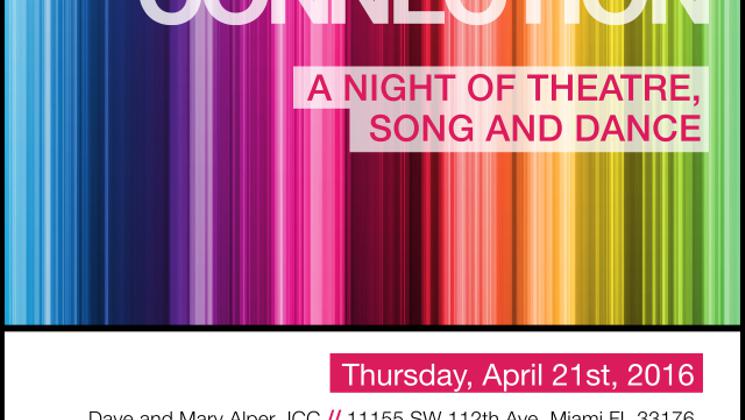 CONNECTION
A NIGHT OF THEATRE,
SONG AND DANCE
Thursday, April 21st, 2016
Dave and Mary Alper JCC // 11155 SW 112th Ave, Miami FL 33176